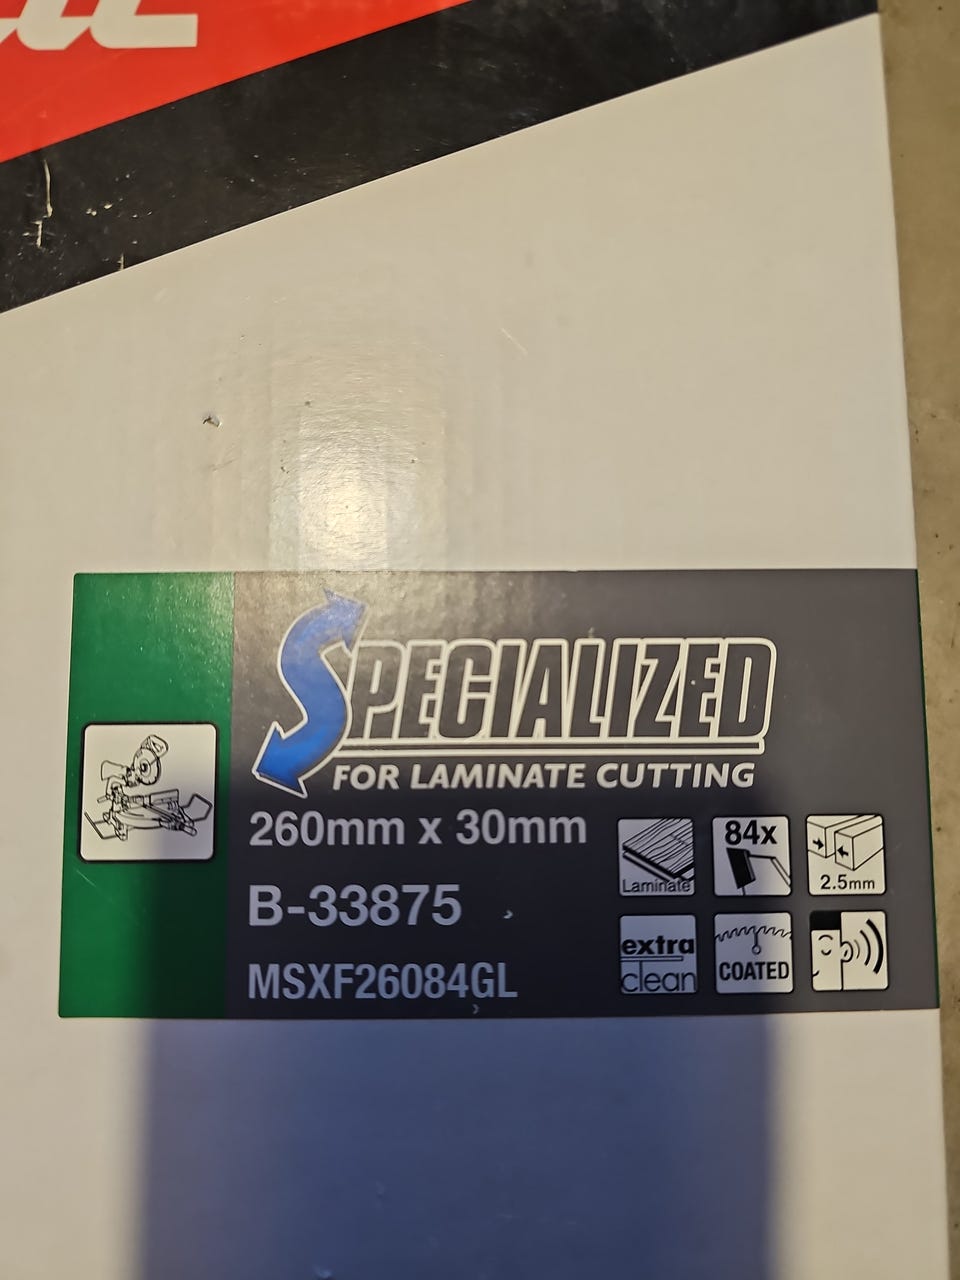 SPECIALIZED
FOR LAMINATE CUTTING
260mm x 30mm
B-33875
MSXF26084GL
Laminate
84x
2.5mm
extra
clean
COATED